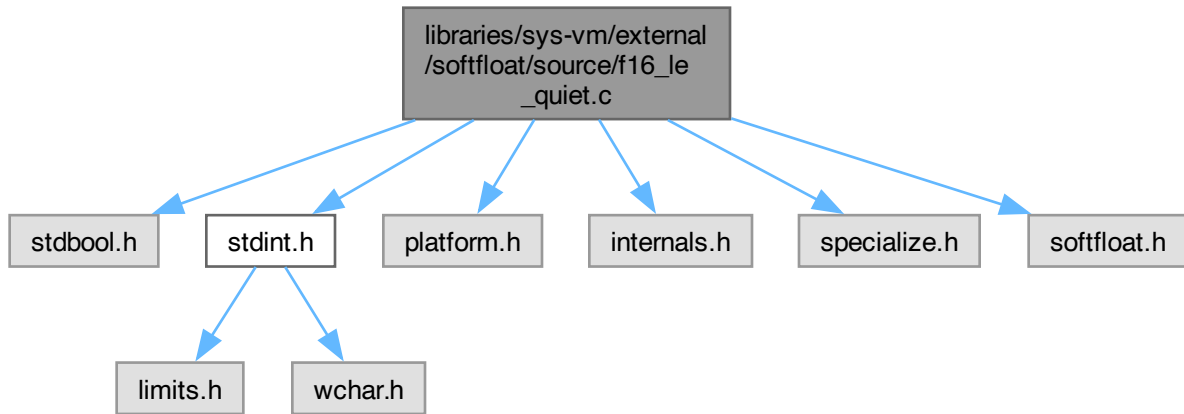 libraries/sys-vm/external
/softfloat/source/f16_le
_quiet.c
stdbool.h
stdint.h
platform.h
internals.h
specialize.h
softfloat.h
limits.h
wchar.h